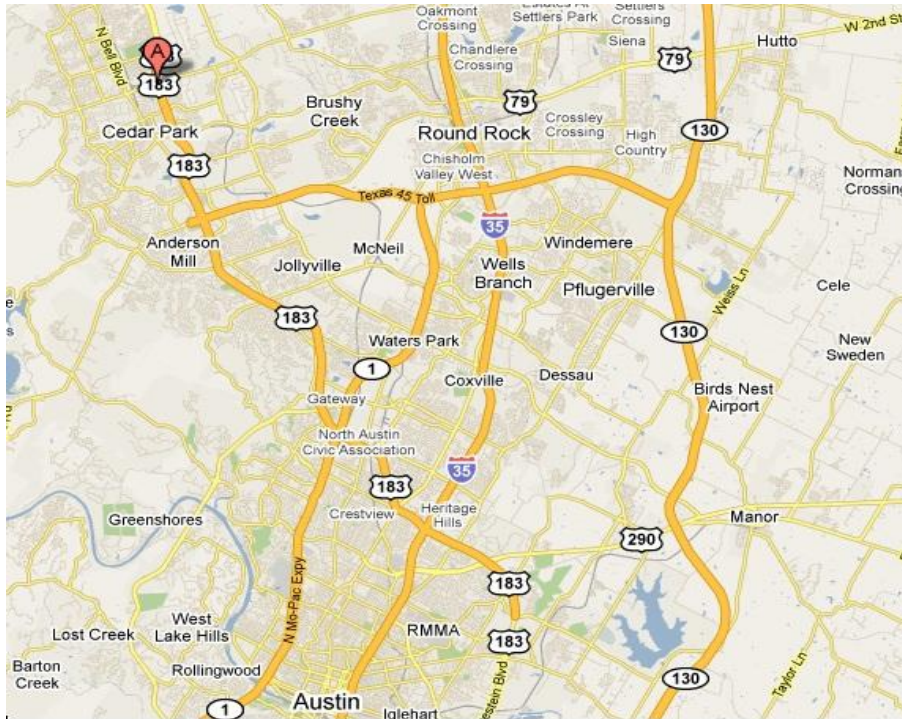 Oakmont
Crossing
Estates At
Settlers Park
Settlers
Crossing
W 2nd St
N Bell Blvd
A
183
Chandlere
Crossing
Siena
Hutto
79
79
Brushy
Creek
Cedar Park
Round Rock
Crossley
Crossing
High
Country
130
183
Chisholm
Valley West
Norman
Crossing
Texas 45 Toll
35
Anderson
Mill
McNeil
Windemere
Jollyville
Wells
Branch
Pflugerville
Weiss Ln
Cele
183
130
Waters Park
New
Sweden
1
Coxville
Dessau
Birds Nest
Airport
Gateway
North Austin
Civic Association
35
183
Crestview
Heritage
Hills
Greenshores
Manor
290
183
N Mo-Pac Expy
West
Lake Hills
Lost Creek
RMMA
183
Barton
Creek
Rollingwood
130
Taylor Ln
1
Austin
Iglehart